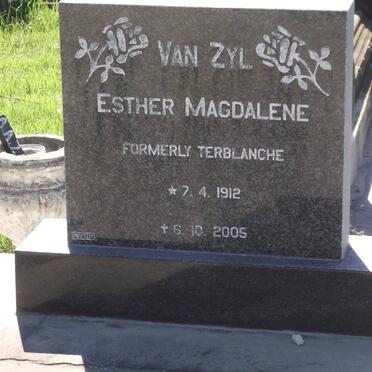 VAN ZYL
ESTHER MAGDALENE
FORMERLY TERBLANCHE
★ 7. 4. 1912
✝ 6. 10. 2005